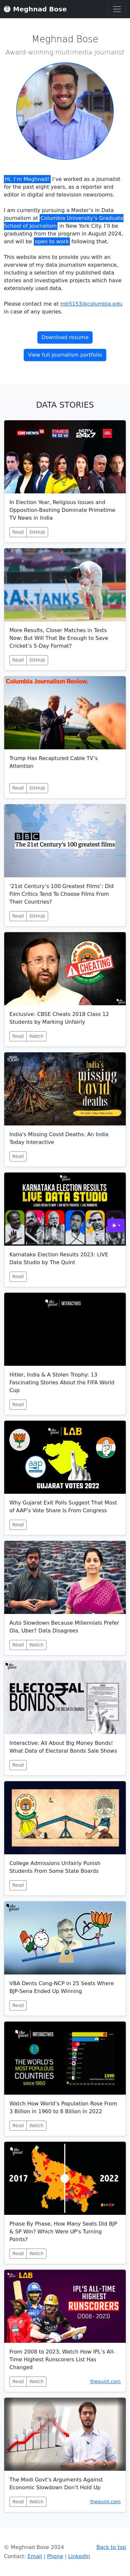 Meghnad Bose
Meghnad Bose
Award-winning multimedia journalist
Hi, I'm Meghnad! I've worked as a journalist
for the past eight years, as a reporter and
editor in digital and television newsrooms.
I am currently pursuing a Master's in Data
Journalism at Columbia University's Graduate
School of Journalism in New York City. I'll be
graduating from the program in August 2024,
and will be open to work following that.
This website aims to provide you with an
overview of my data journalism experience,
including a selection of my published data
stories and investigative projects which have
previously used data.
Please contact me at mb5153@columbia.edu
in case of any queries.
Download resume
View full journalism portfolio
DATA STORIES
CNN NEWS18
TIMES NOW
NDTV 24x7
In Election Year, Religious Issues and
Opposition-Bashing Dominate Primetime
TV News in India
Read GitHub
More Results, Closer Matches in Tests
Now: But Will That Be Enough to Save
Cricket's 5-Day Format?
Read GitHub
Columbia Journalism Review.
Trump Has Recaptured Cable TV's
Attention
Read GitHub
BBC
The 21st Century's 100 greatest films
'21st Century's 100 Greatest Films': Did
Film Critics Tend To Choose Films From
Their Countries?
Read GitHub
CHEATING
Exclusive: CBSE Cheats 2018 Class 12
Students by Marking Unfairly
Read Watch
India's
missing
covid
deaths
India's Missing Covid Deaths: An India
Today Interactive
Read
KARNATAKA ELECTION RESULTS
LIVE DATA STUDIO
Karnataka Election Results 2023: LIVE
Data Studio by The Quint
Read
INTERACTIVES
Hitler, India & A Stolen Trophy: 13
Fascinating Stories About the FIFA World
Cup
Read
LAB
aap
VOTES
Why Gujarat Exit Polls Suggest That Most
of AAP's Vote Share Is From Congress
Read
Auto Slowdown Because Millennials Prefer
Ola, Uber? Data Disagrees
Read Watch
ELECTORAL
BONDS
Interactive: All About Big Money Bonds!
What Data of Electoral Bonds Sale Shows
Read
College Admissions Unfairly Punish
Students From Some State Boards
Read
VBA Dents Cong-NCP in 25 Seats Where
BJP-Sena Ended Up Winning
Read
INTERACTIVES
THE WORLD'S
MOST POPULOUS
COUNTRIES
SINCE 1960
1990
Watch How World's Population Rose From
3 Billion in 1960 to 8 Billion in 2022
Read Watch
2017
2022
Phase By Phase, How Many Seats Did BJP
& SP Win? Which Were UP's Turning
Points?
Read Watch
LAB
IPL'S ALL-TIME
HIGHEST
RUNSCORERS
(2008-2023)
From 2008 to 2023, Watch How IPL's All-
Time Highest Runscorers List Has
Changed
Read Watch thequint.com
The Modi Govt's Arguments Against
Economic Slowdown Don't Hold Up
Read Watch thequint.com
© Meghnad Bose 2024 Back to top
Contact: Email | Phone | LinkedIn